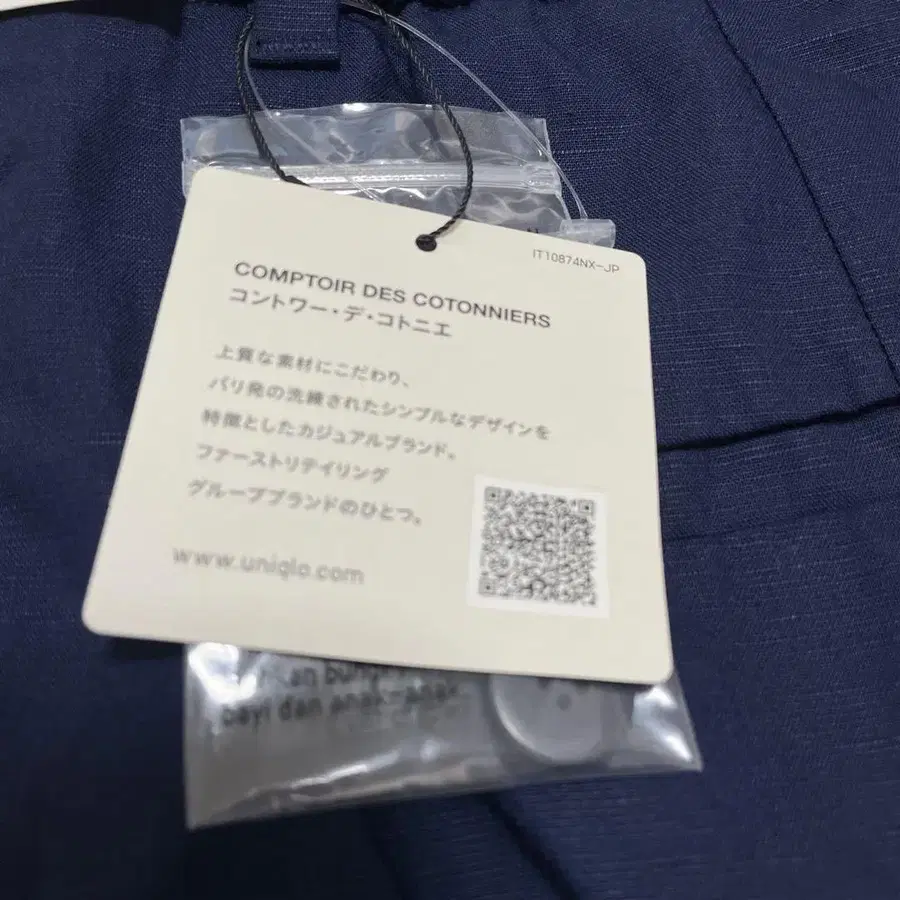 IT10874NX-JP
COMPTOIR DES COTONNIERS
コントワー・デ・コトニエ
上質な素材にこだわり、
パリ発の洗練されたシンプルなデザインを
特徴としたカジュアルブランド。
ファーストリテイリング
グループブランドのひとつ。
www.uniqlo.com
bayi dan anak-anak